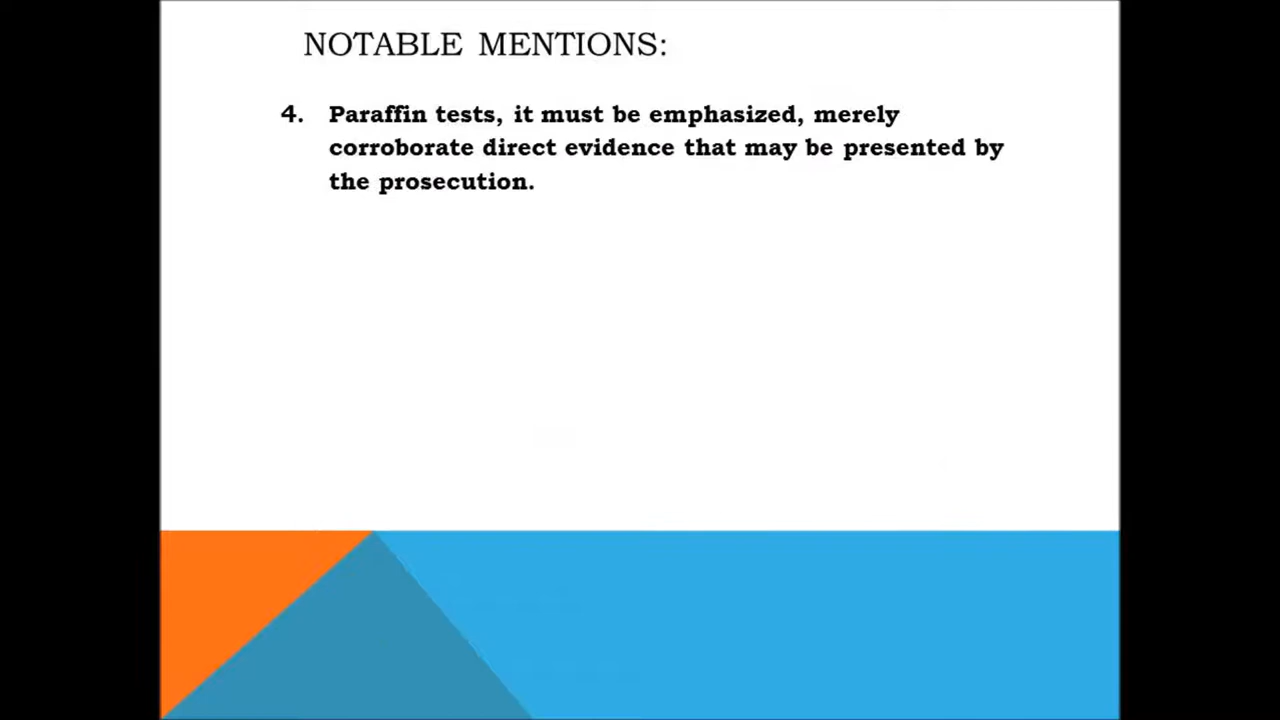 NOTABLE MENTIONS:
4. Paraffin tests, it must be emphasized, merely
corroborate direct evidence that may be presented by
the prosecution.